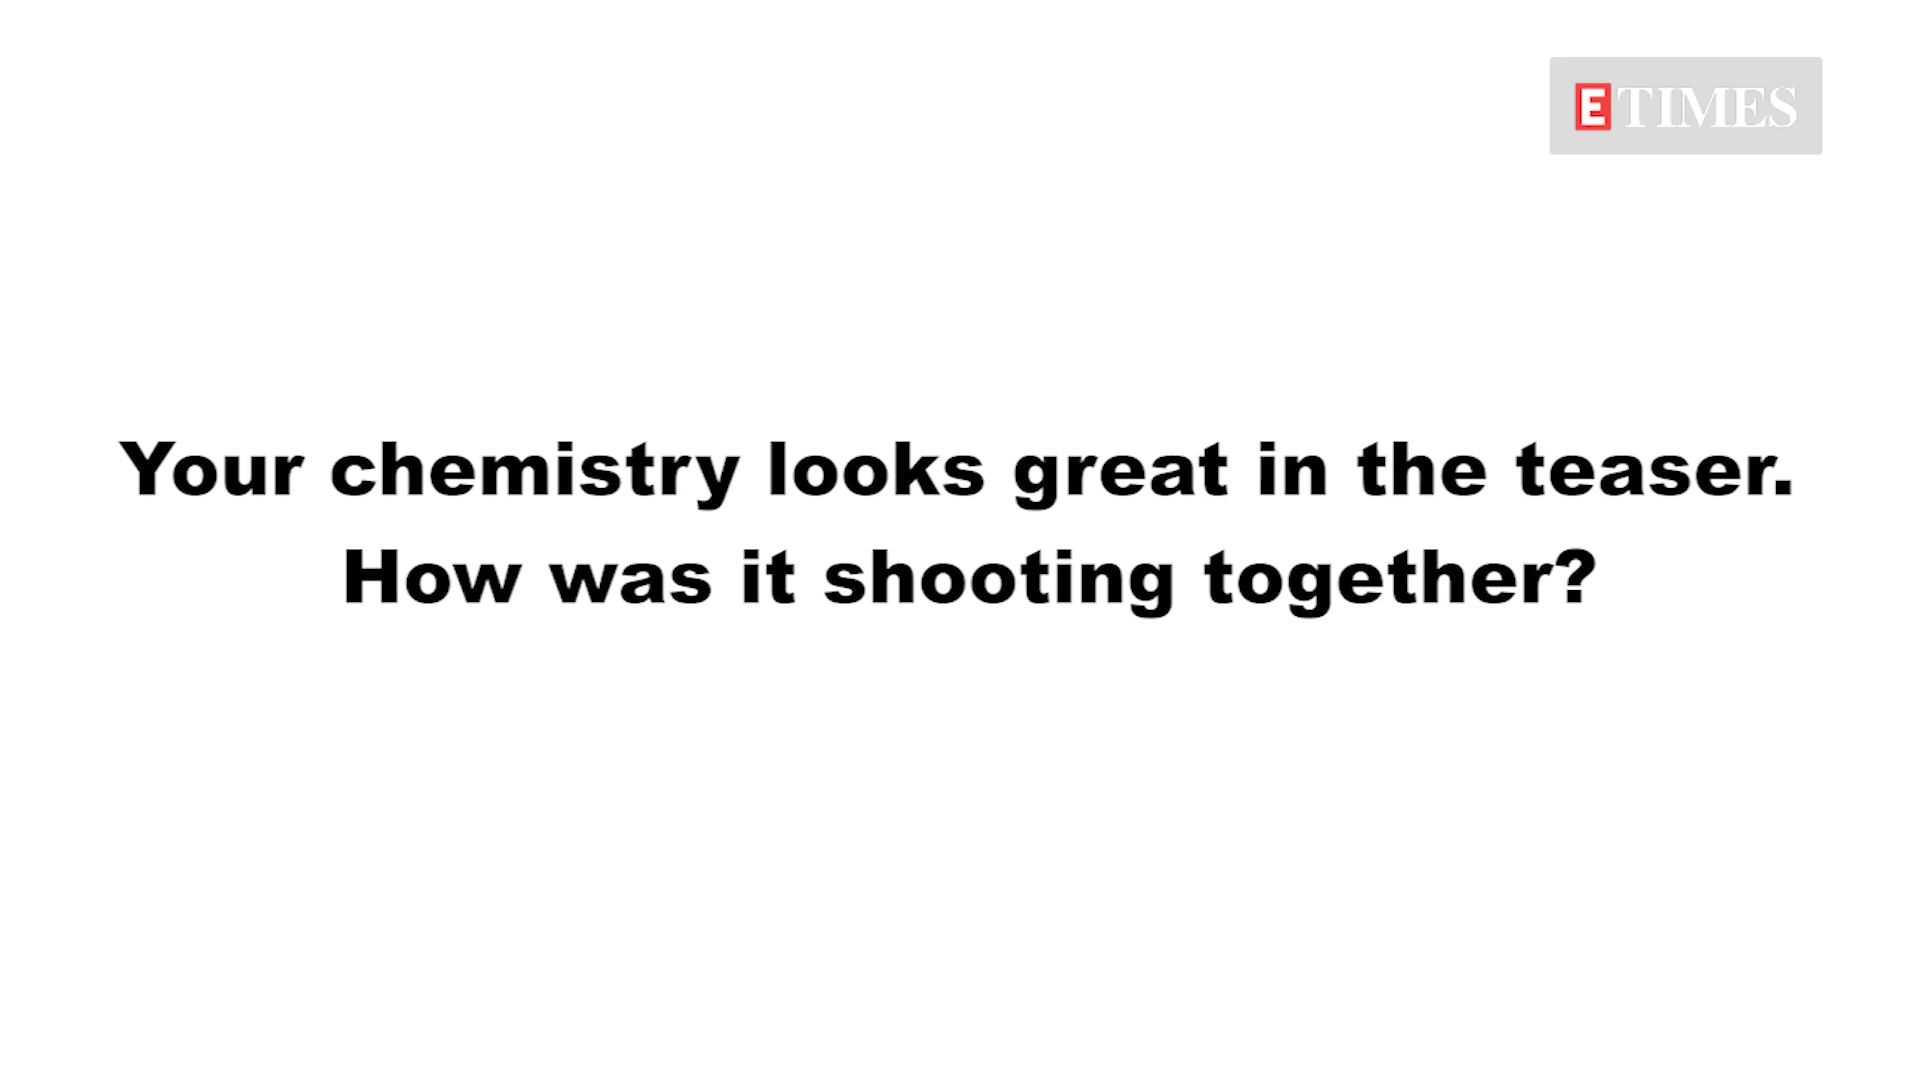 ETIMES
Your chemistry looks great in the teaser.
How was it shooting together?